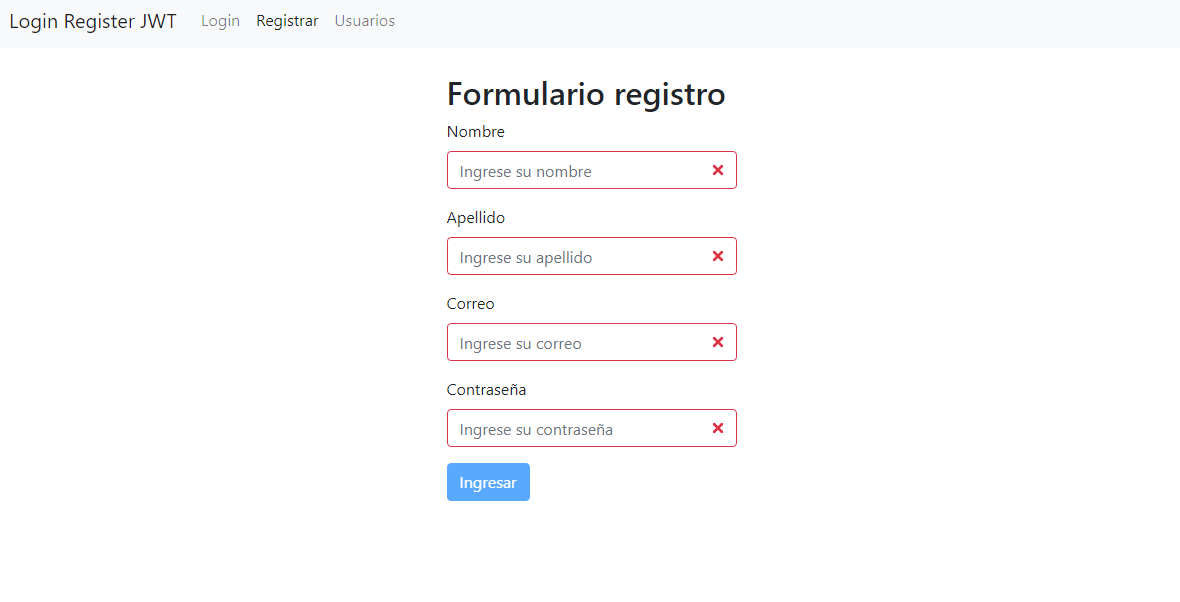 Login Register JWT Login Registrar Usuarios
Formulario registro
Nombre
Ingrese su nombre
Apellido
Ingrese su apellido
Correo
Ingrese su correo
Contraseña
Ingrese su contraseña
Ingresar